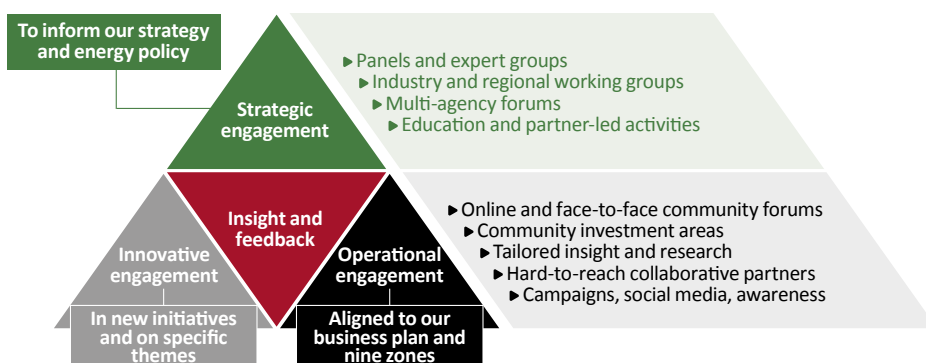 To inform our strategy
and energy policy
Strategic
engagement
Panels and expert groups
Industry and regional working groups
Multi-agency forums
Education and partner-led activities
Insight and
feedback
Innovative
engagement
Operational
engagement
In new initiatives
and on specific
themes
Aligned to our
business plan and
nine zones
Online and face-to-face community forums
Community investment areas
Tailored insight and research
Hard-to-reach collaborative partners
Campaigns, social media, awareness